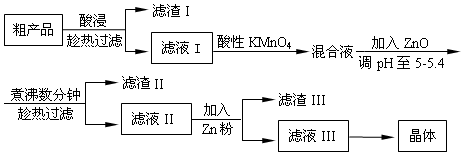 粗产品
酸浸
趁热过滤
滤渣 I
滤液 I
酸性 KMnO₄
混合液
加入 ZnO
调 pH 至 5-5.4
煮沸数分钟
趁热过滤
滤渣 II
滤液 II
加入
Zn 粉
滤渣 III
滤液 III
晶体